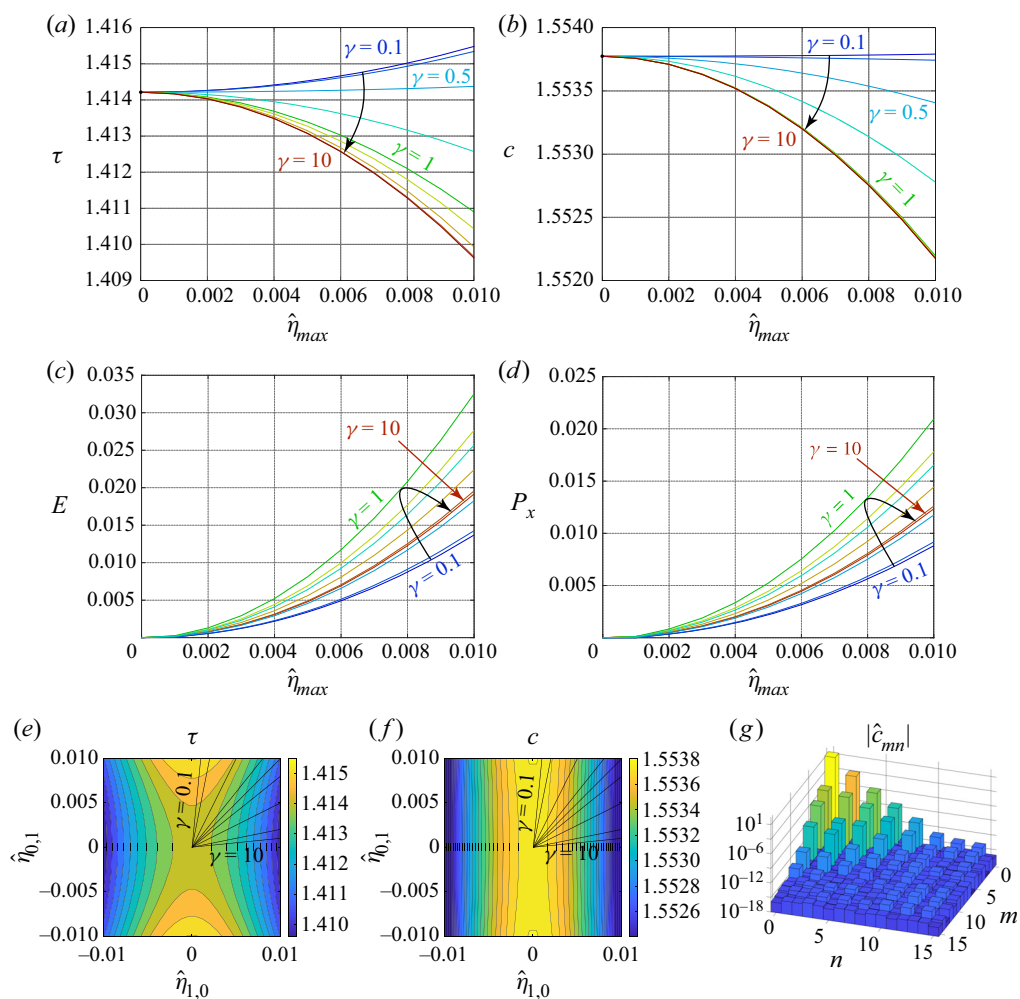 (a)
1.416
1.415
1.414
1.413
1.412
1.411
1.410
1.409
τ
γ = 0.1
γ = 0.5
γ = 10
γ = 1
0 0.002 0.004 0.006 0.008 0.010
η̂max
(b)
1.5540
1.5535
1.5530
1.5525
1.5520
c
γ = 0.1
γ = 0.5
γ = 10
γ = 1
0 0.002 0.004 0.006 0.008 0.010
η̂max
(c)
0.035
0.030
0.025
0.020
0.015
0.010
0.005
E
γ = 10
γ = 1
γ = 0.1
0 0.002 0.004 0.006 0.008 0.010
η̂max
(d)
0.025
0.020
0.015
0.010
0.005
Px
γ = 10
γ = 1
γ = 0.1
0 0.002 0.004 0.006 0.008 0.010
η̂max
(e)
τ
0.010
0.005
0
−0.005
−0.010
η̂0,1
γ = 0.1
γ = 10
−0.01 0 0.01
η̂1,0
1.415
1.414
1.413
1.412
1.411
1.410
(f)
c
0.010
0.005
0
−0.005
−0.010
η̂0,1
γ = 0.1
γ = 10
−0.01 0 0.01
η̂1,0
1.5538
1.5536
1.5534
1.5532
1.5530
1.5528
1.5526
(g)
|ĉmn|
10¹
10⁻⁶
10⁻¹²
10⁻¹⁸
0 5 10 15
n
0
5
10
15
m